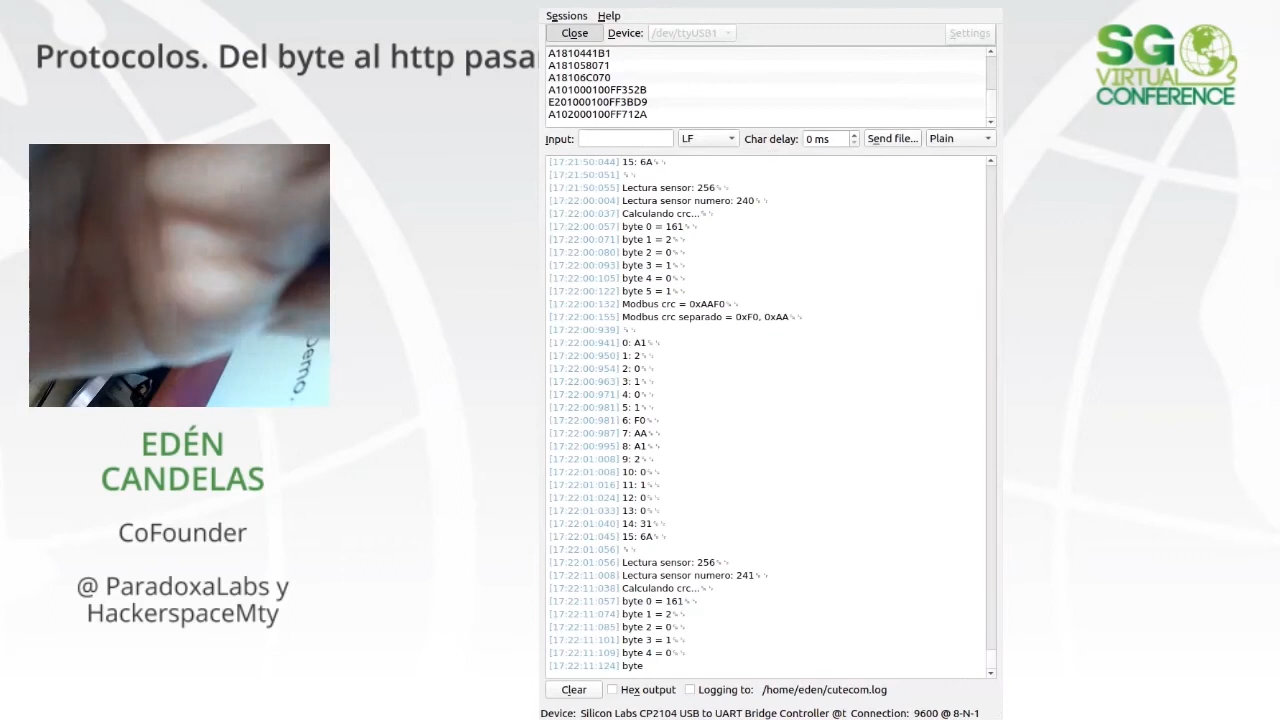 Protocolos. Del byte al http pasa
SG
VIRTUAL
CONFERENCE
Demo.
EDÉN
CANDELAS
CoFounder
@ ParadoxaLabs y
HackerspaceMty
Sessions Help
Close Device: /dev/ttyUSB1 Settings
A1810441B1
A181058071
A18106C070
A101000100FF352B
E201000100FF3BD9
A102000100FF712A
Input: LF Char delay: 0 ms Send file... Plain
[17:21:50:044] 15: 6A
[17:21:50:051]
[17:21:50:055] Lectura sensor: 256
[17:22:00:004] Lectura sensor numero: 240
[17:22:00:037] Calculando crc...
[17:22:00:057] byte 0 = 161
[17:22:00:071] byte 1 = 2
[17:22:00:080] byte 2 = 0
[17:22:00:093] byte 3 = 1
[17:22:00:105] byte 4 = 0
[17:22:00:122] byte 5 = 1
[17:22:00:132] Modbus crc = 0xAAF0
[17:22:00:155] Modbus crc separado = 0xF0, 0xAA
[17:22:00:939]
[17:22:00:941] 0: A1
[17:22:00:950] 1: 2
[17:22:00:954] 2: 0
[17:22:00:963] 3: 1
[17:22:00:971] 4: 0
[17:22:00:981] 5: 1
[17:22:00:981] 6: F0
[17:22:00:987] 7: AA
[17:22:00:995] 8: A1
[17:22:01:008] 9: 2
[17:22:01:008] 10: 0
[17:22:01:016] 11: 1
[17:22:01:024] 12: 0
[17:22:01:033] 13: 0
[17:22:01:040] 14: 31
[17:22:01:045] 15: 6A
[17:22:01:056]
[17:22:01:056] Lectura sensor: 256
[17:22:11:008] Lectura sensor numero: 241
[17:22:11:038] Calculando crc...
[17:22:11:057] byte 0 = 161
[17:22:11:074] byte 1 = 2
[17:22:11:085] byte 2 = 0
[17:22:11:101] byte 3 = 1
[17:22:11:109] byte 4 = 0
[17:22:11:124] byte
Clear Hex output Logging to: /home/eden/cutecom.log
Device: Silicon Labs CP2104 USB to UART Bridge Controller @t Connection: 9600 @ 8-N-1